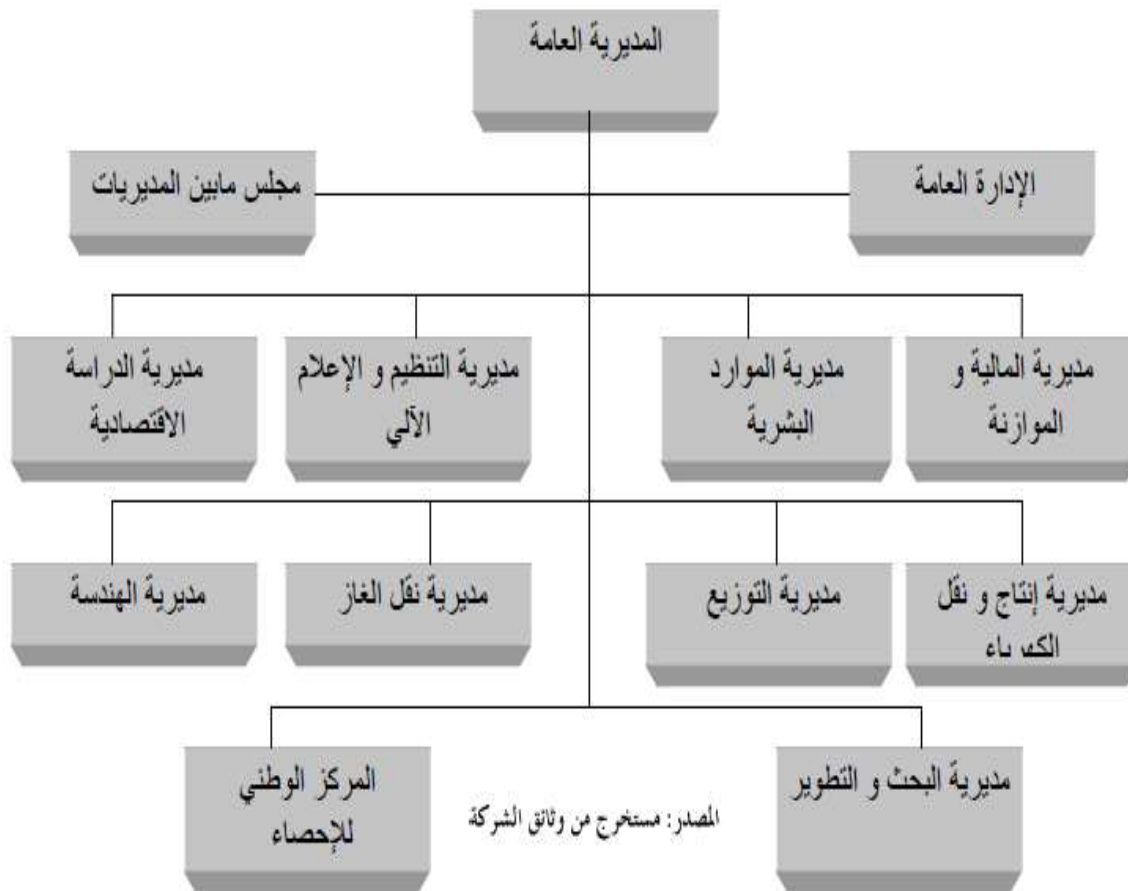 المديرية العامة
الإدارة العامة
مجلس مابين المديريات
مديرية المالية و
الموازنة
مديرية الموارد
البشرية
مديرية التنظيم و الإعلام
الآلي
مديرية الدراسة
الاقتصادية
مديرية إنتاج و نقل
الكهرباء
مديرية التوزيع
مديرية نقل الغاز
مديرية الهندسة
مديرية البحث و التطوير
المركز الوطني
للإحصاء
المصدر: مستخرج من وثائق الشركة